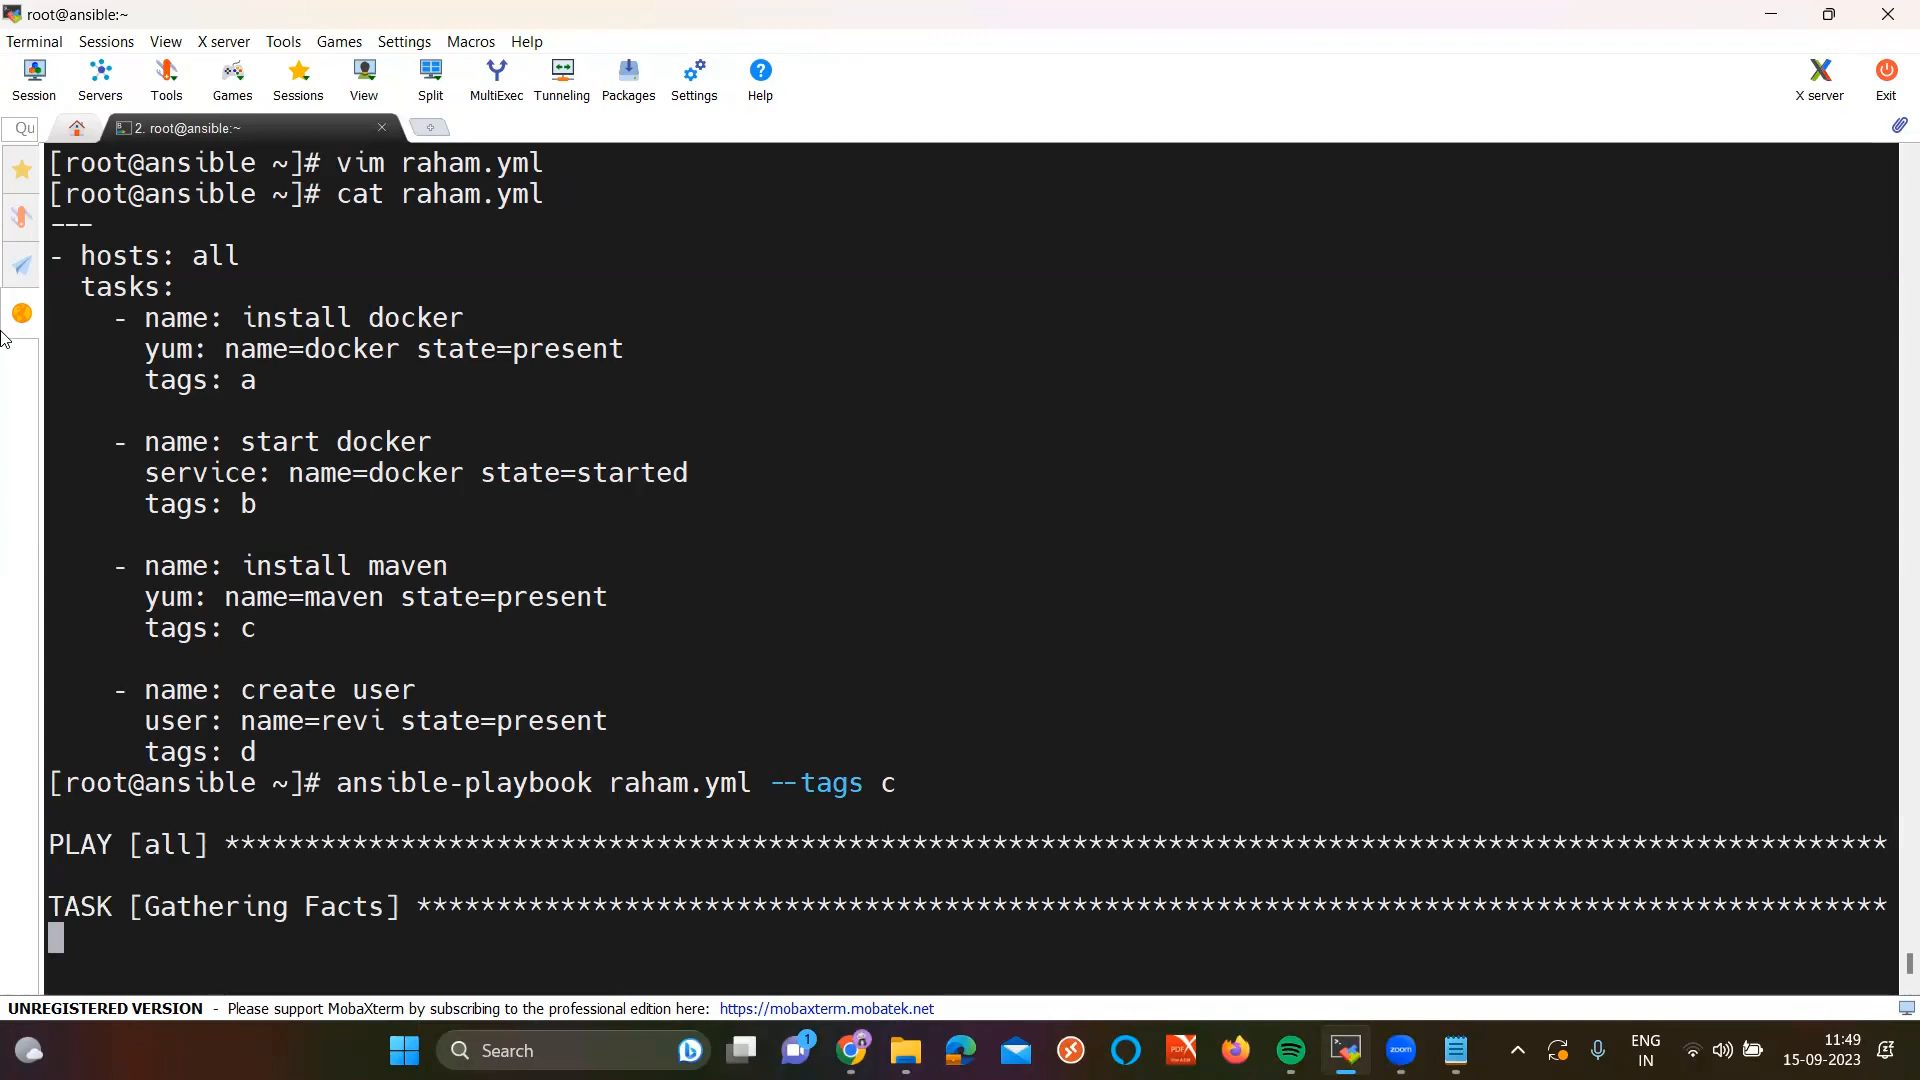 root@ansible:~
Terminal Sessions View X server Tools Games Settings Macros Help
Session Servers Tools Games Sessions View Split MultiExec Tunneling Packages Settings Help X server Exit
Qu 2. root@ansible:~
[root@ansible ~]# vim raham.yml
[root@ansible ~]# cat raham.yml
---
- hosts: all
  tasks:
    - name: install docker
      yum: name=docker state=present
      tags: a
    - name: start docker
      service: name=docker state=started
      tags: b
    - name: install maven
      yum: name=maven state=present
      tags: c
    - name: create user
      user: name=revi state=present
      tags: d
[root@ansible ~]# ansible-playbook raham.yml --tags c
PLAY [all] ********************************************************************************************************
TASK [Gathering Facts] ********************************************************************************************
UNREGISTERED VERSION - Please support MobaXterm by subscribing to the professional edition here: https://mobaxterm.mobatek.net
Search 1 PDF zoom ENG 11:49
IN 15-09-2023